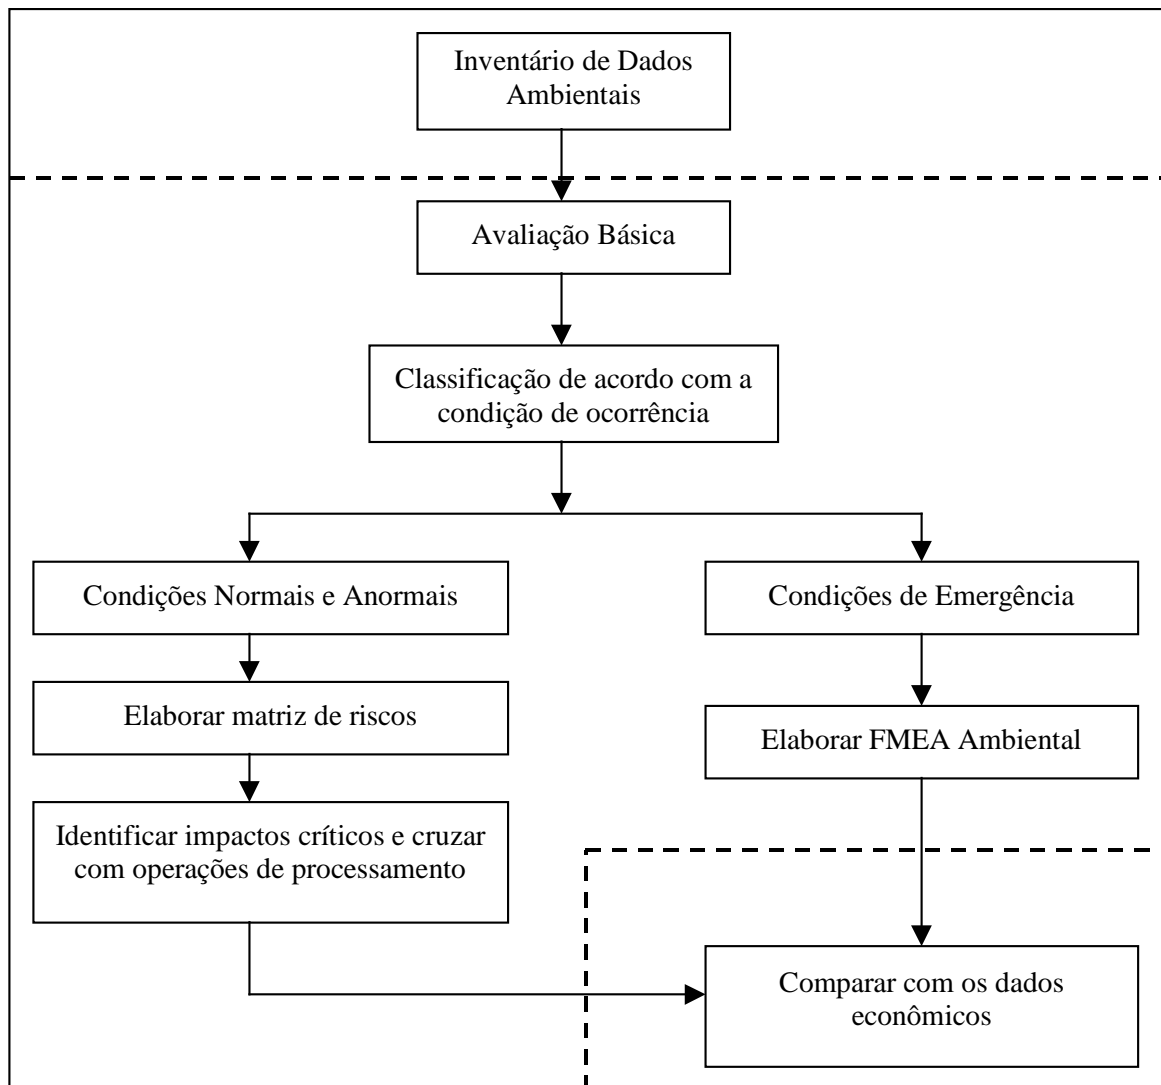 Inventário de Dados
Ambientais
Avaliação Básica
Classificação de acordo com a
condição de ocorrência
Condições Normais e Anormais
Condições de Emergência
Elaborar matriz de riscos
Elaborar FMEA Ambiental
Identificar impactos críticos e cruzar
com operações de processamento
Comparar com os dados
econômicos